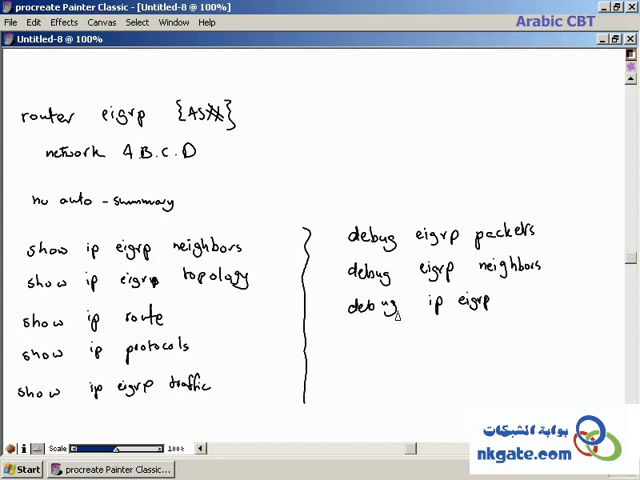 procreate Painter Classic - [Untitled-8 @ 100%]
File Edit Effects Canvas Select Window Help
Arabic CBT
Untitled-8 @ 100%
router eigrp {AS##}
network A.B.C.D
no auto-summary
show ip eigrp neighbors
show ip eigrp topology
show ip route
show ip protocols
show ip eigrp traffic
debug eigrp packets
debug eigrp neighbors
debug ip eigrp
Scale 100%
بوابة الشبكات
nkgate.com
Start procreate Painter Classic...